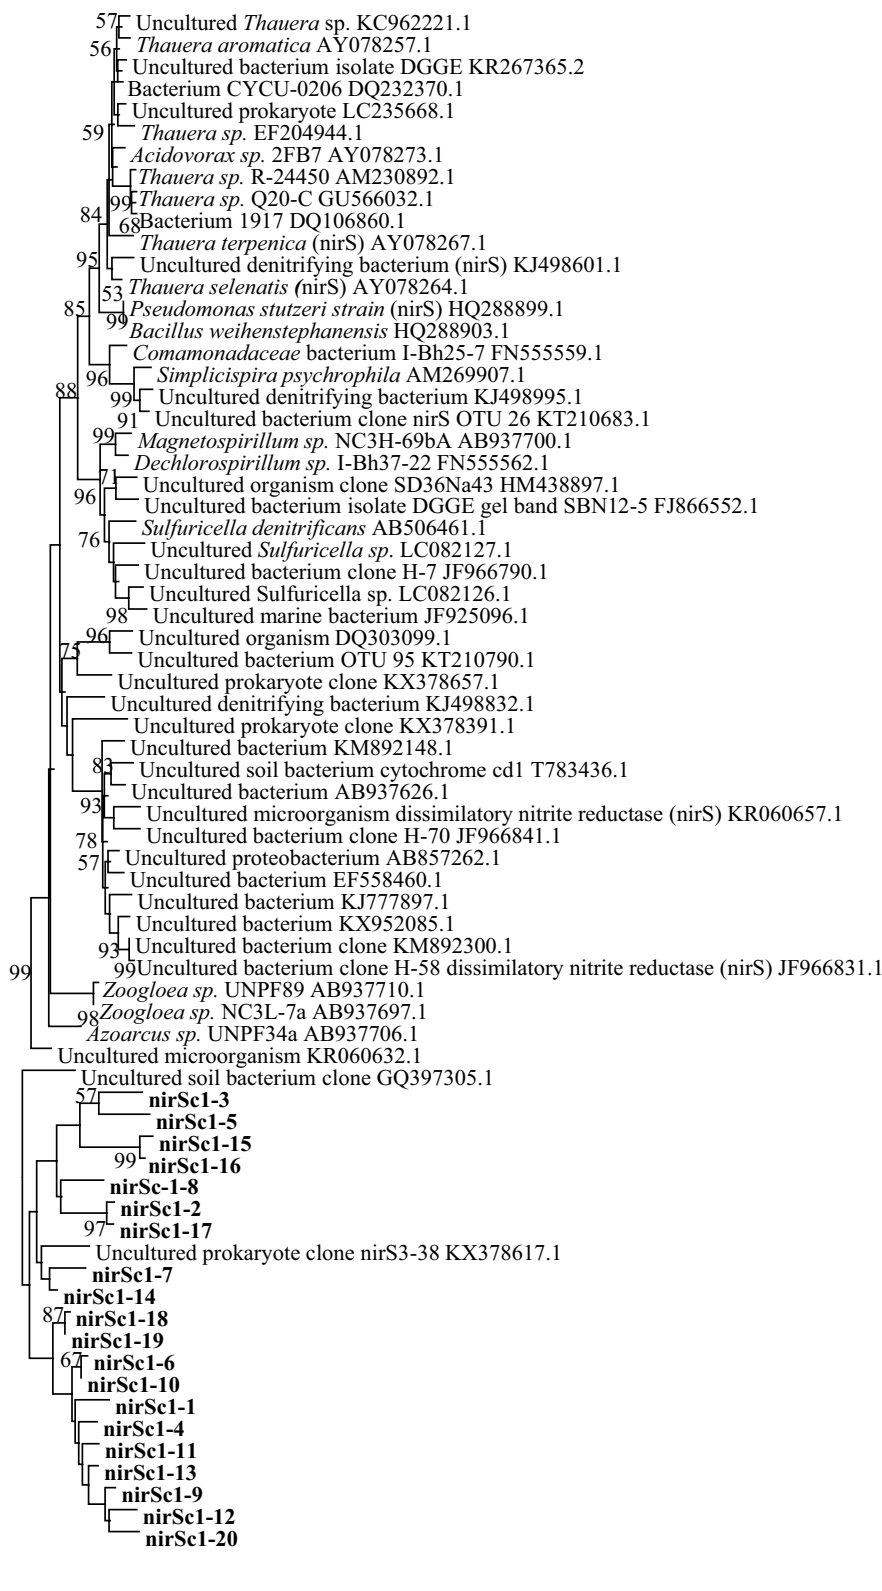 57 Uncultured Thauera sp. KC962221.1
56 Thauera aromatica AY078257.1
Uncultured bacterium isolate DGGE KR267365.2
Bacterium CYCU-0206 DQ232370.1
Uncultured prokaryote LC235668.1
59 Thauera sp. EF204944.1
Acidovorax sp. 2FB7 AY078273.1
Thauera sp. R-24450 AM230892.1
99 Thauera sp. Q20-C GU566032.1
84 68 Bacterium 1917 DQ106860.1
Thauera terpenica (nirS) AY078267.1
95 Uncultured denitrifying bacterium (nirS) KJ498601.1
53 Thauera selenatis (nirS) AY078264.1
85 Pseudomonas stutzeri strain (nirS) HQ288899.1
99 Bacillus weihenstephanensis HQ288903.1
Comamonadaceae bacterium I-Bh25-7 FN555559.1
96 Simplicispira psychrophila AM269907.1
88 99 Uncultured denitrifying bacterium KJ498995.1
91 Uncultured bacterium clone nirS OTU 26 KT210683.1
99 Magnetospirillum sp. NC3H-69bA AB937700.1
Dechlorospirillum sp. I-Bh37-22 FN555562.1
71 Uncultured organism clone SD36Na43 HM438897.1
96 Uncultured bacterium isolate DGGE gel band SBN12-5 FJ866552.1
Sulfuricella denitrificans AB506461.1
76 Uncultured Sulfuricella sp. LC082127.1
Uncultured bacterium clone H-7 JF966790.1
Uncultured Sulfuricella sp. LC082126.1
98 Uncultured marine bacterium JF925096.1
96 Uncultured organism DQ303099.1
75 Uncultured bacterium OTU 95 KT210790.1
Uncultured prokaryote clone KX378657.1
Uncultured denitrifying bacterium KJ498832.1
Uncultured prokaryote clone KX378391.1
Uncultured bacterium KM892148.1
83 Uncultured soil bacterium cytochrome cd1 T783436.1
Uncultured bacterium AB937626.1
93 Uncultured microorganism dissimilatory nitrite reductase (nirS) KR060657.1
78 Uncultured bacterium clone H-70 JF966841.1
57 Uncultured proteobacterium AB857262.1
Uncultured bacterium EF558460.1
Uncultured bacterium KJ777897.1
Uncultured bacterium KX952085.1
93 Uncultured bacterium clone KM892300.1
99 99 Uncultured bacterium clone H-58 dissimilatory nitrite reductase (nirS) JF966831.1
Zoogloea sp. UNPF89 AB937710.1
98 Zoogloea sp. NC3L-7a AB937697.1
Azoarcus sp. UNPF34a AB937706.1
Uncultured microorganism KR060632.1
Uncultured soil bacterium clone GQ397305.1
57 nirSc1-3
nirSc1-5
nirSc1-15
99 nirSc1-16
nirSc-1-8
nirSc1-2
97 nirSc1-17
Uncultured prokaryote clone nirS3-38 KX378617.1
nirSc1-7
nirSc1-14
87 nirSc1-18
nirSc1-19
67 nirSc1-6
nirSc1-10
nirSc1-1
nirSc1-4
nirSc1-11
nirSc1-13
nirSc1-9
nirSc1-12
nirSc1-20